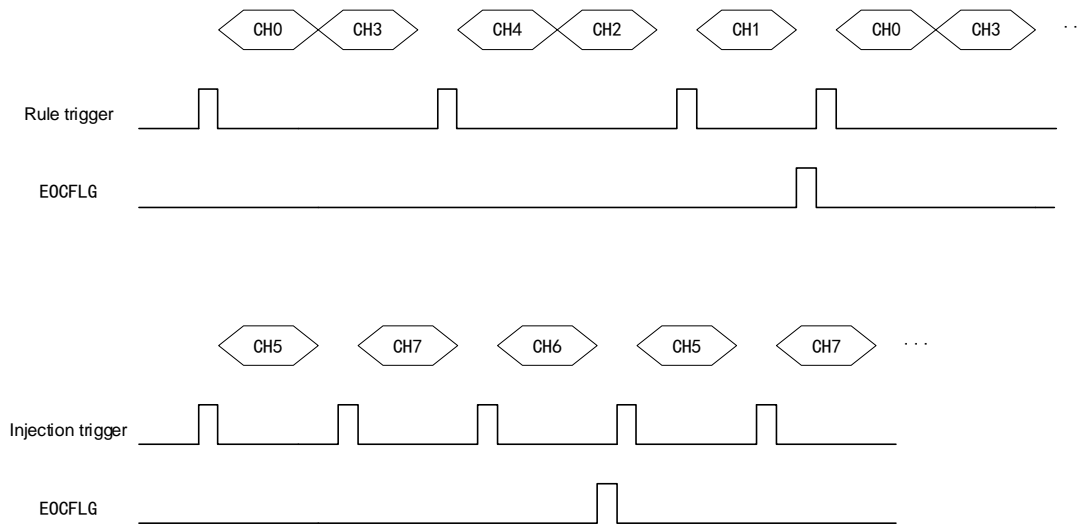 CH0 CH3 CH4 CH2 CH1 CH0 CH3 ..
Rule trigger
EOCFLG
CH5 CH7 CH6 CH5 CH7 ...
Injection trigger
EOCFLG